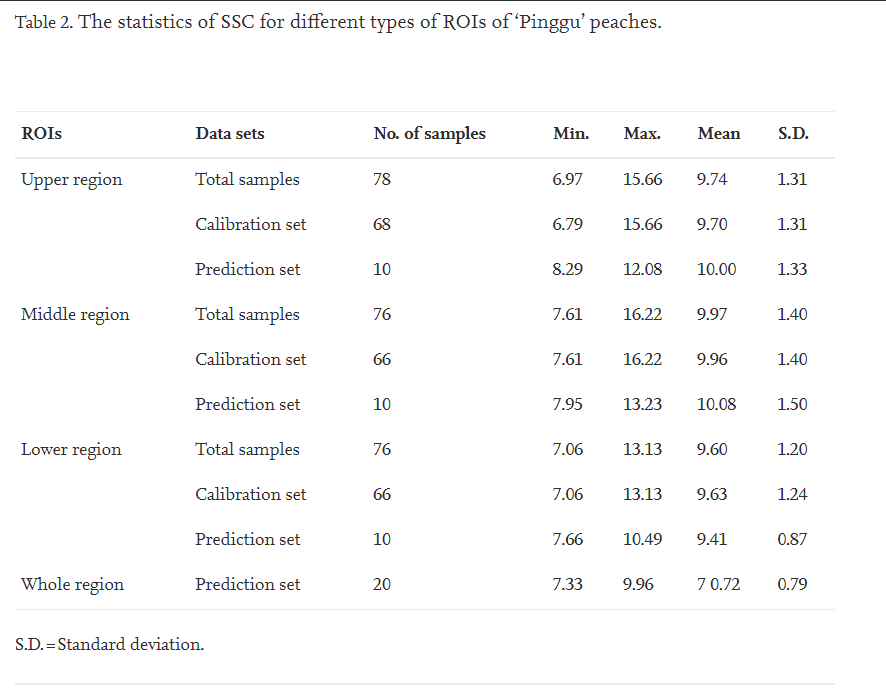 Table 2. The statistics of SSC for different types of ROIs of ‘Pinggu’ peaches.
ROIs Data sets No. of samples Min. Max. Mean S.D.
Upper region Total samples 78 6.97 15.66 9.74 1.31
Calibration set 68 6.79 15.66 9.70 1.31
Prediction set 10 8.29 12.08 10.00 1.33
Middle region Total samples 76 7.61 16.22 9.97 1.40
Calibration set 66 7.61 16.22 9.96 1.40
Prediction set 10 7.95 13.23 10.08 1.50
Lower region Total samples 76 7.06 13.13 9.60 1.20
Calibration set 66 7.06 13.13 9.63 1.24
Prediction set 10 7.66 10.49 9.41 0.87
Whole region Prediction set 20 7.33 9.96 7 0.72 0.79
S.D. = Standard deviation.